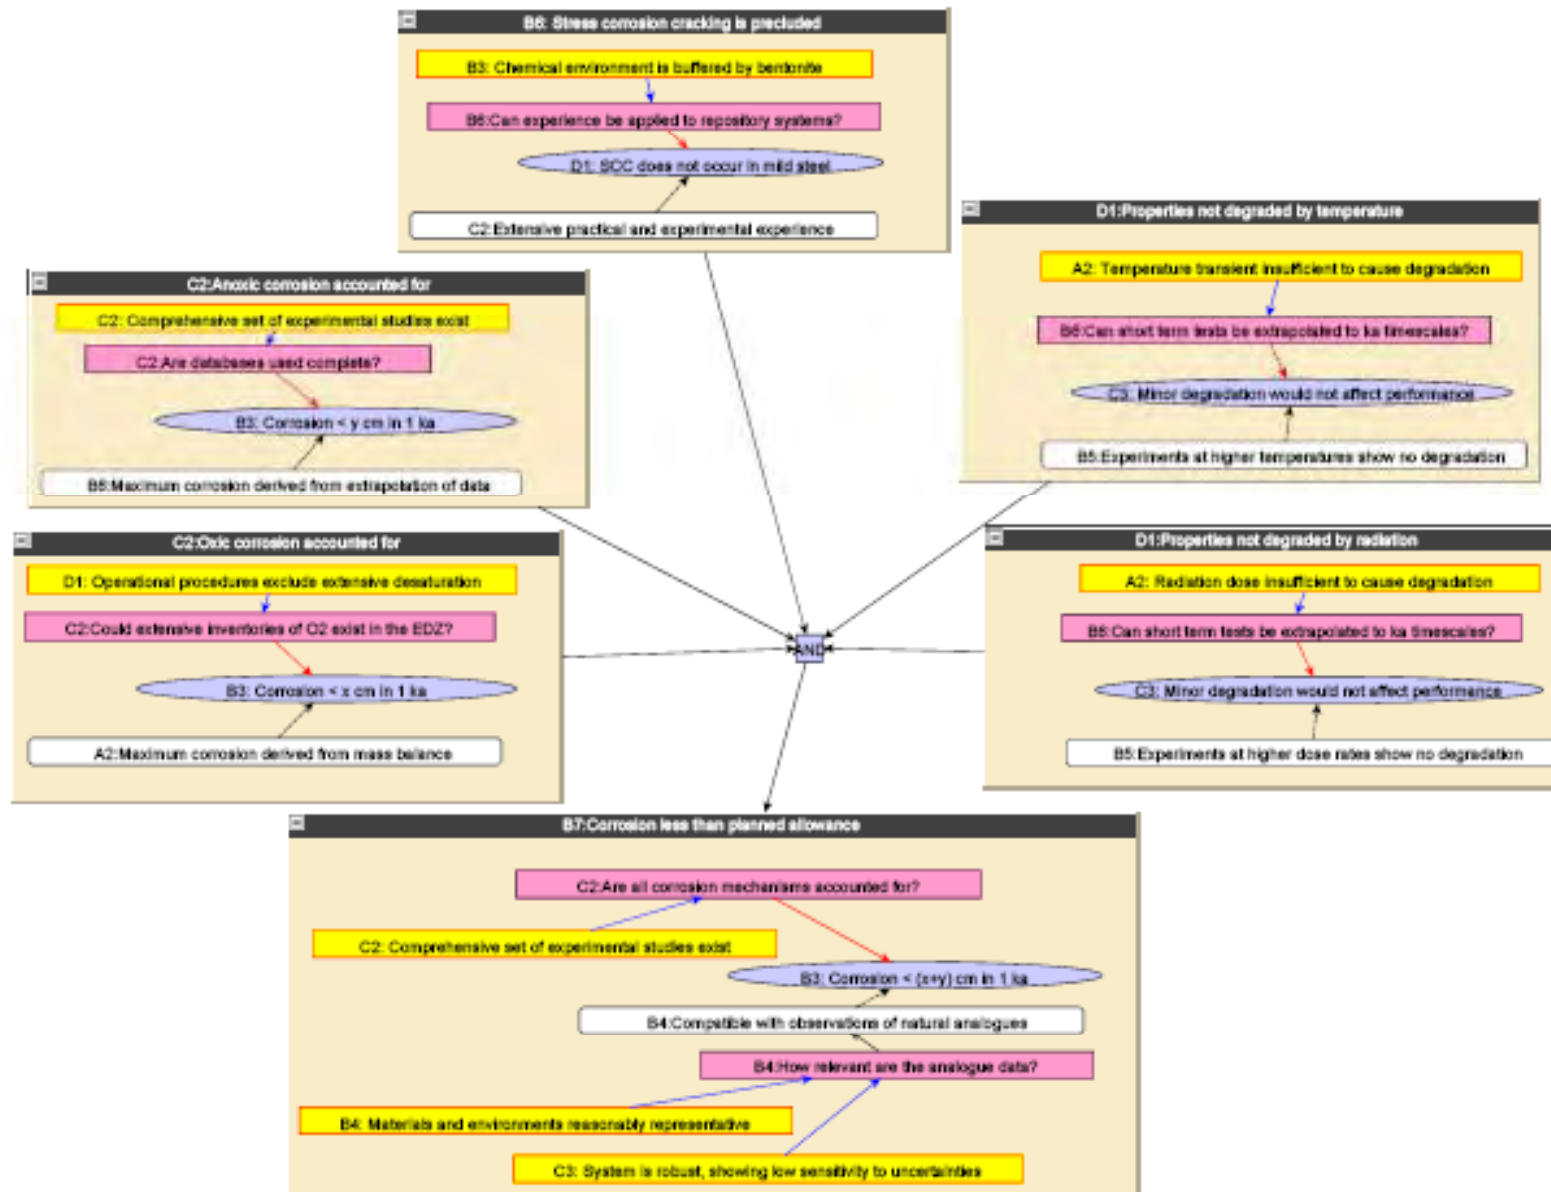 B6: Stress corrosion cracking is precluded
B3: Chemical environment is buffered by bentonite
B6:Can experience be applied to repository systems?
D1: SCC does not occur in mild steel
C2:Extensive practical and experimental experience
D1:Properties not degraded by temperature
A2: Temperature transient insufficient to cause degradation
B6:Can short term tests be extrapolated to ka timescales?
C3: Minor degradation would not affect performance
B5:Experiments at higher temperatures show no degradation
C2:Anoxic corrosion accounted for
C2: Comprehensive set of experimental studies exist
C2:Are databases used complete?
B3: Corrosion < y cm in 1 ka
B6:Maximum corrosion derived from extrapolation of data
C2:Oxic corrosion accounted for
D1: Operational procedures exclude extensive desaturation
C2:Could extensive inventories of O2 exist in the EDZ?
B3: Corrosion < x cm in 1 ka
A2:Maximum corrosion derived from mass balance
AND
D1:Properties not degraded by radiation
A2: Radiation dose insufficient to cause degradation
B6:Can short term tests be extrapolated to ka timescales?
C3: Minor degradation would not affect performance
B5:Experiments at higher dose rates show no degradation
B7:Corrosion less than planned allowance
C2:Are all corrosion mechanisms accounted for?
C2: Comprehensive set of experimental studies exist
B3: Corrosion < (x+y) cm in 1 ka
B4:Compatible with observations of natural analogues
B4:How relevant are the analogue data?
B4: Materials and environments reasonably representative
C3: System is robust, showing low sensitivity to uncertainties